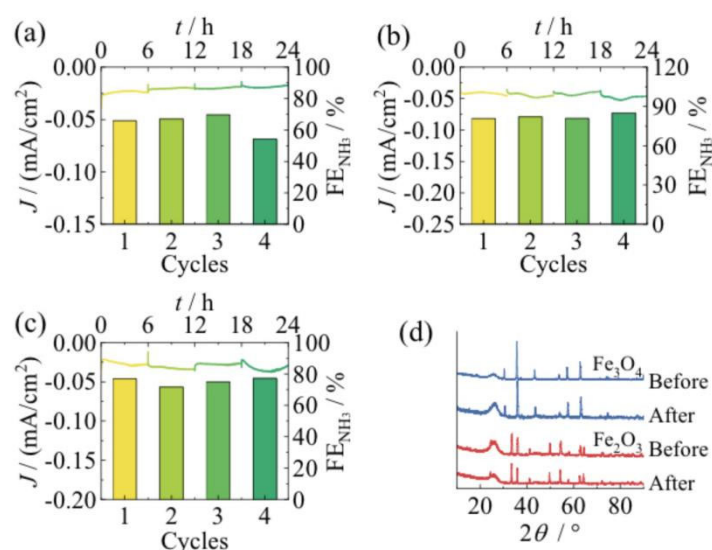 (a)
t / h
0 6 12 18 24
J / (mA/cm²)
0.00
-0.05
-0.10
-0.15
100
80
60
40
20
0
FE_NH₃ / %
1 2 3 4
Cycles
(b)
t / h
0 6 12 18 24
J / (mA/cm²)
0.00
-0.05
-0.10
-0.15
-0.20
-0.25
120
90
60
30
0
FE_NH₃ / %
1 2 3 4
Cycles
(c)
t / h
0 6 12 18 24
J / (mA/cm²)
0.00
-0.05
-0.10
-0.15
-0.20
100
80
60
40
20
0
FE_NH₃ / %
1 2 3 4
Cycles
(d)
Fe₃O₄
Before
After
Fe₂O₃
Before
After
20 40 60 80
2θ / °